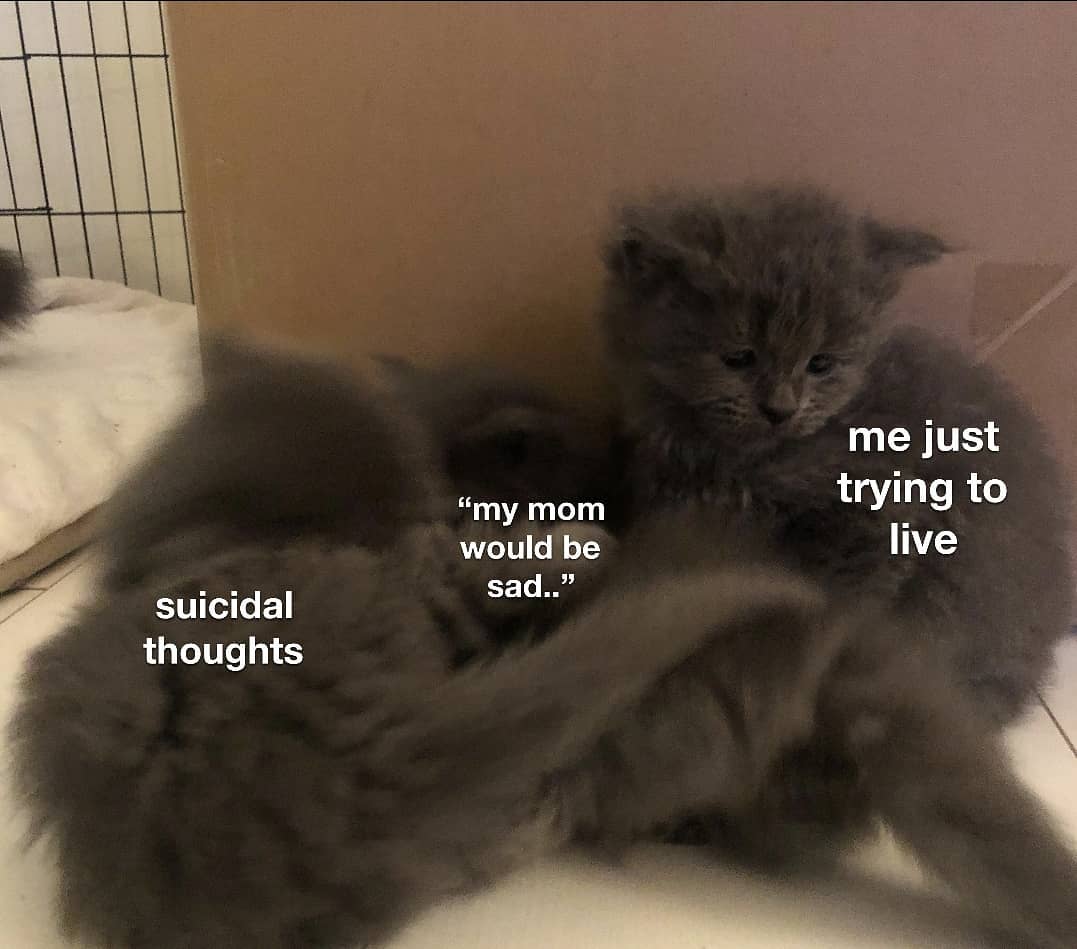 me just
trying to
live
“my mom
would be
sad..”
suicidal
thoughts